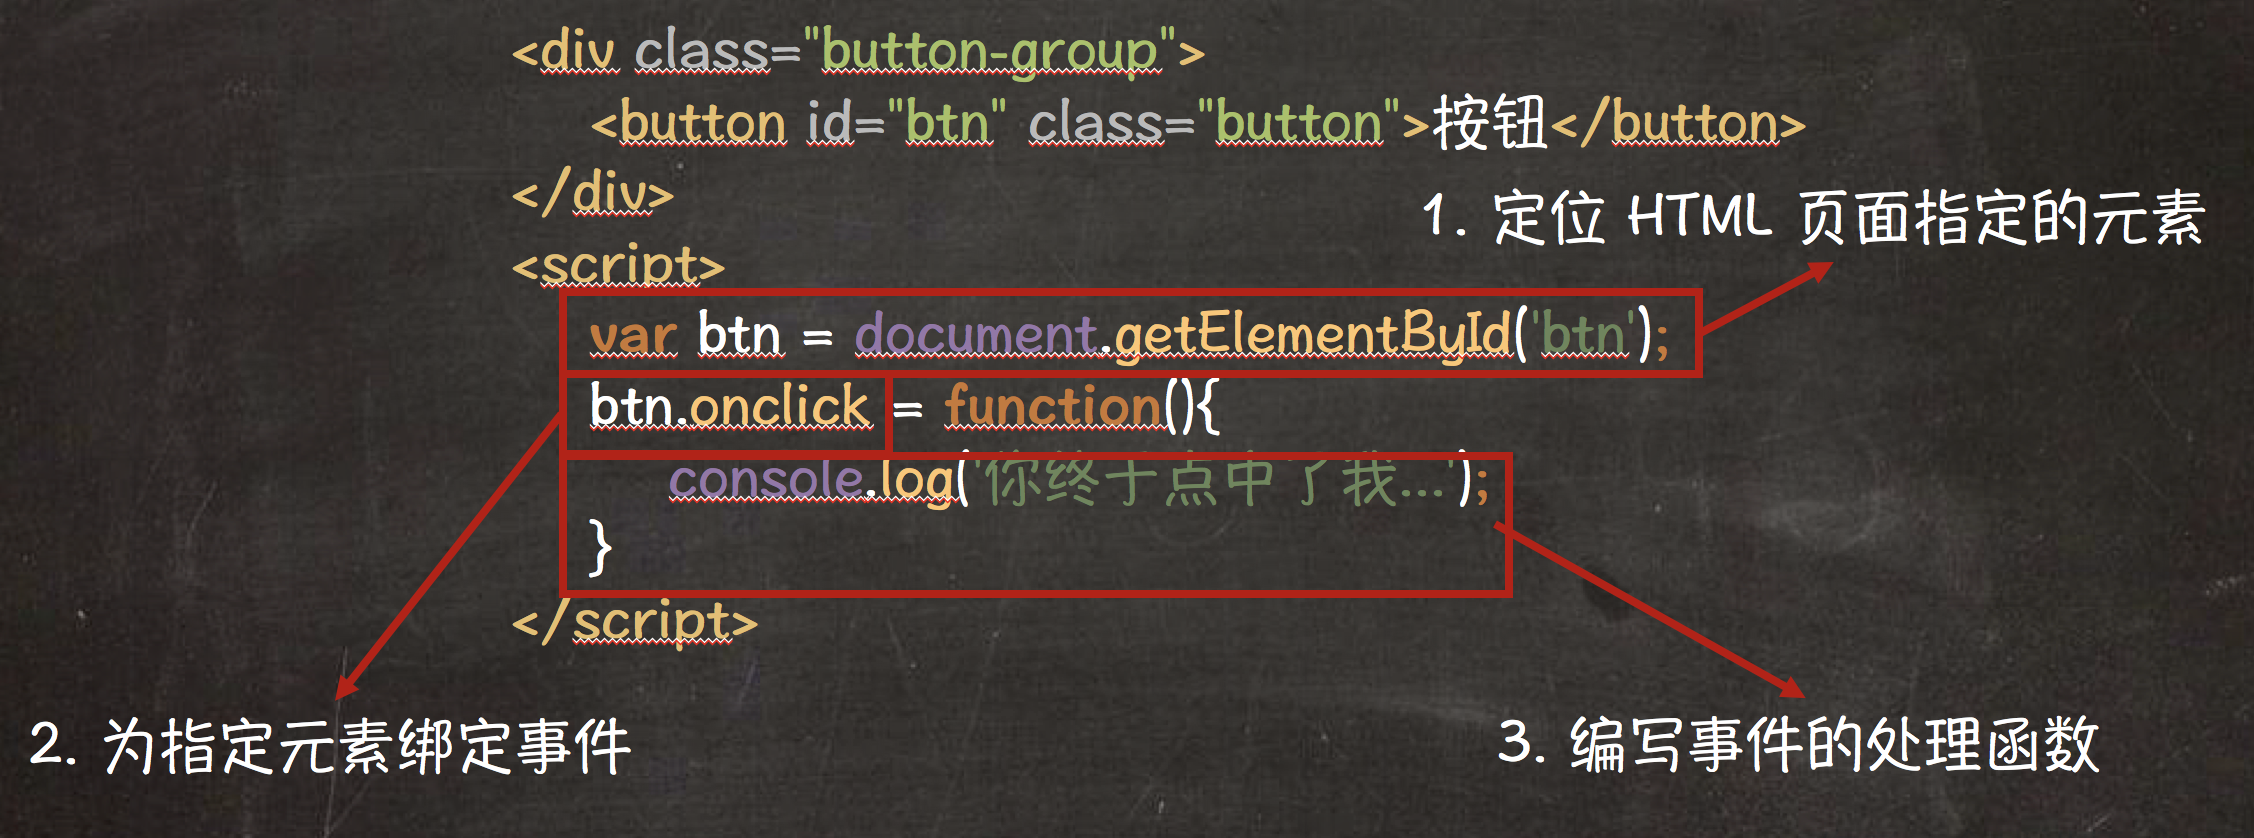 <div class="button-group">
<button id="btn" class="button">按钮</button>
</div>
1. 定位 HTML 页面指定的元素
<script>
var btn = document.getElementById('btn');
btn.onclick = function(){
console.log('你终于点中了我...');
}
</script>
2. 为指定元素绑定事件
3. 编写事件的处理函数